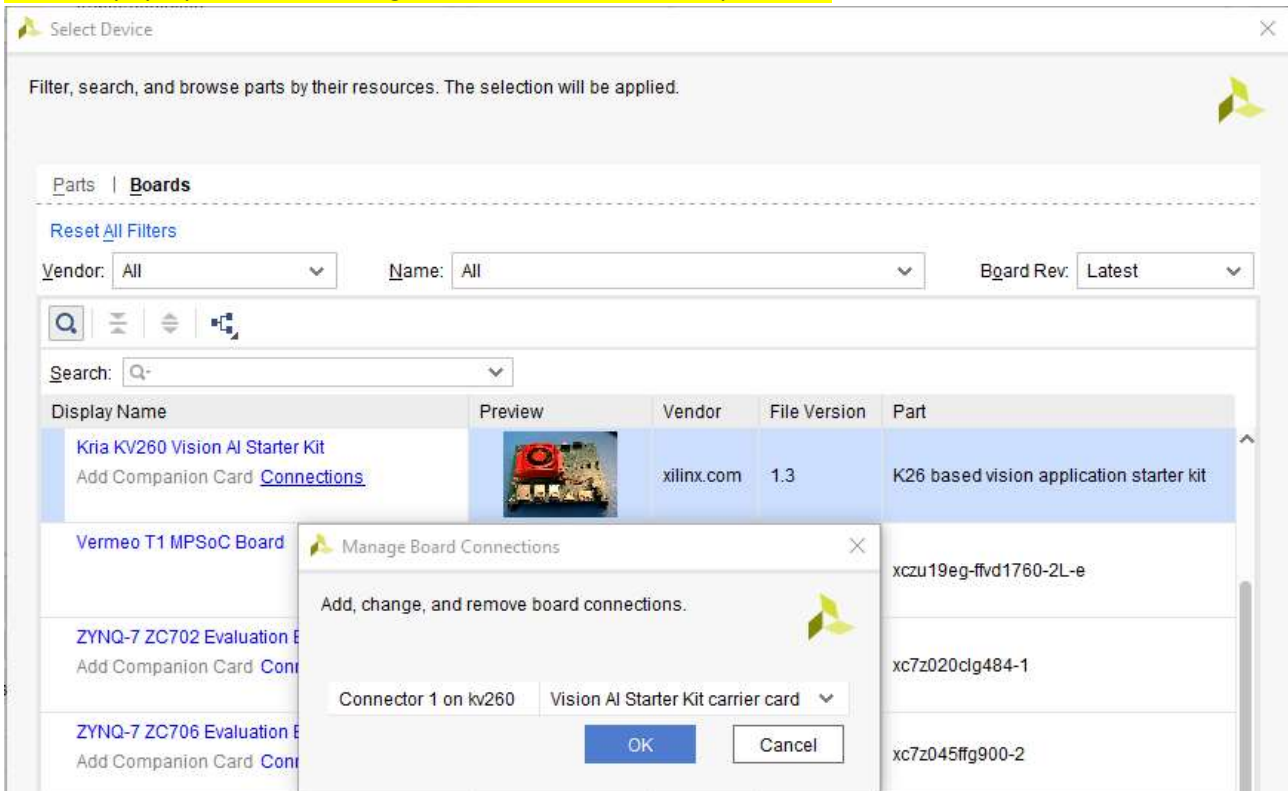 Select Device
Filter, search, and browse parts by their resources. The selection will be applied.
Parts | Boards
Reset All Filters
Vendor: All Name: All Board Rev: Latest
Search: Q-
Display Name Preview Vendor File Version Part
Kria KV260 Vision AI Starter Kit
Add Companion Card Connections
xilinx.com 1.3 K26 based vision application starter kit
Vermeo T1 MPSoC Board
xczu19eg-ffvd1760-2L-e
Manage Board Connections
Add, change, and remove board connections.
Connector 1 on kv260 Vision AI Starter Kit carrier card
OK Cancel
ZYNQ-7 ZC702 Evaluation
Add Companion Card
xc7z020clg484-1
ZYNQ-7 ZC706 Evaluation
Add Companion Card
xc7z045ffg900-2